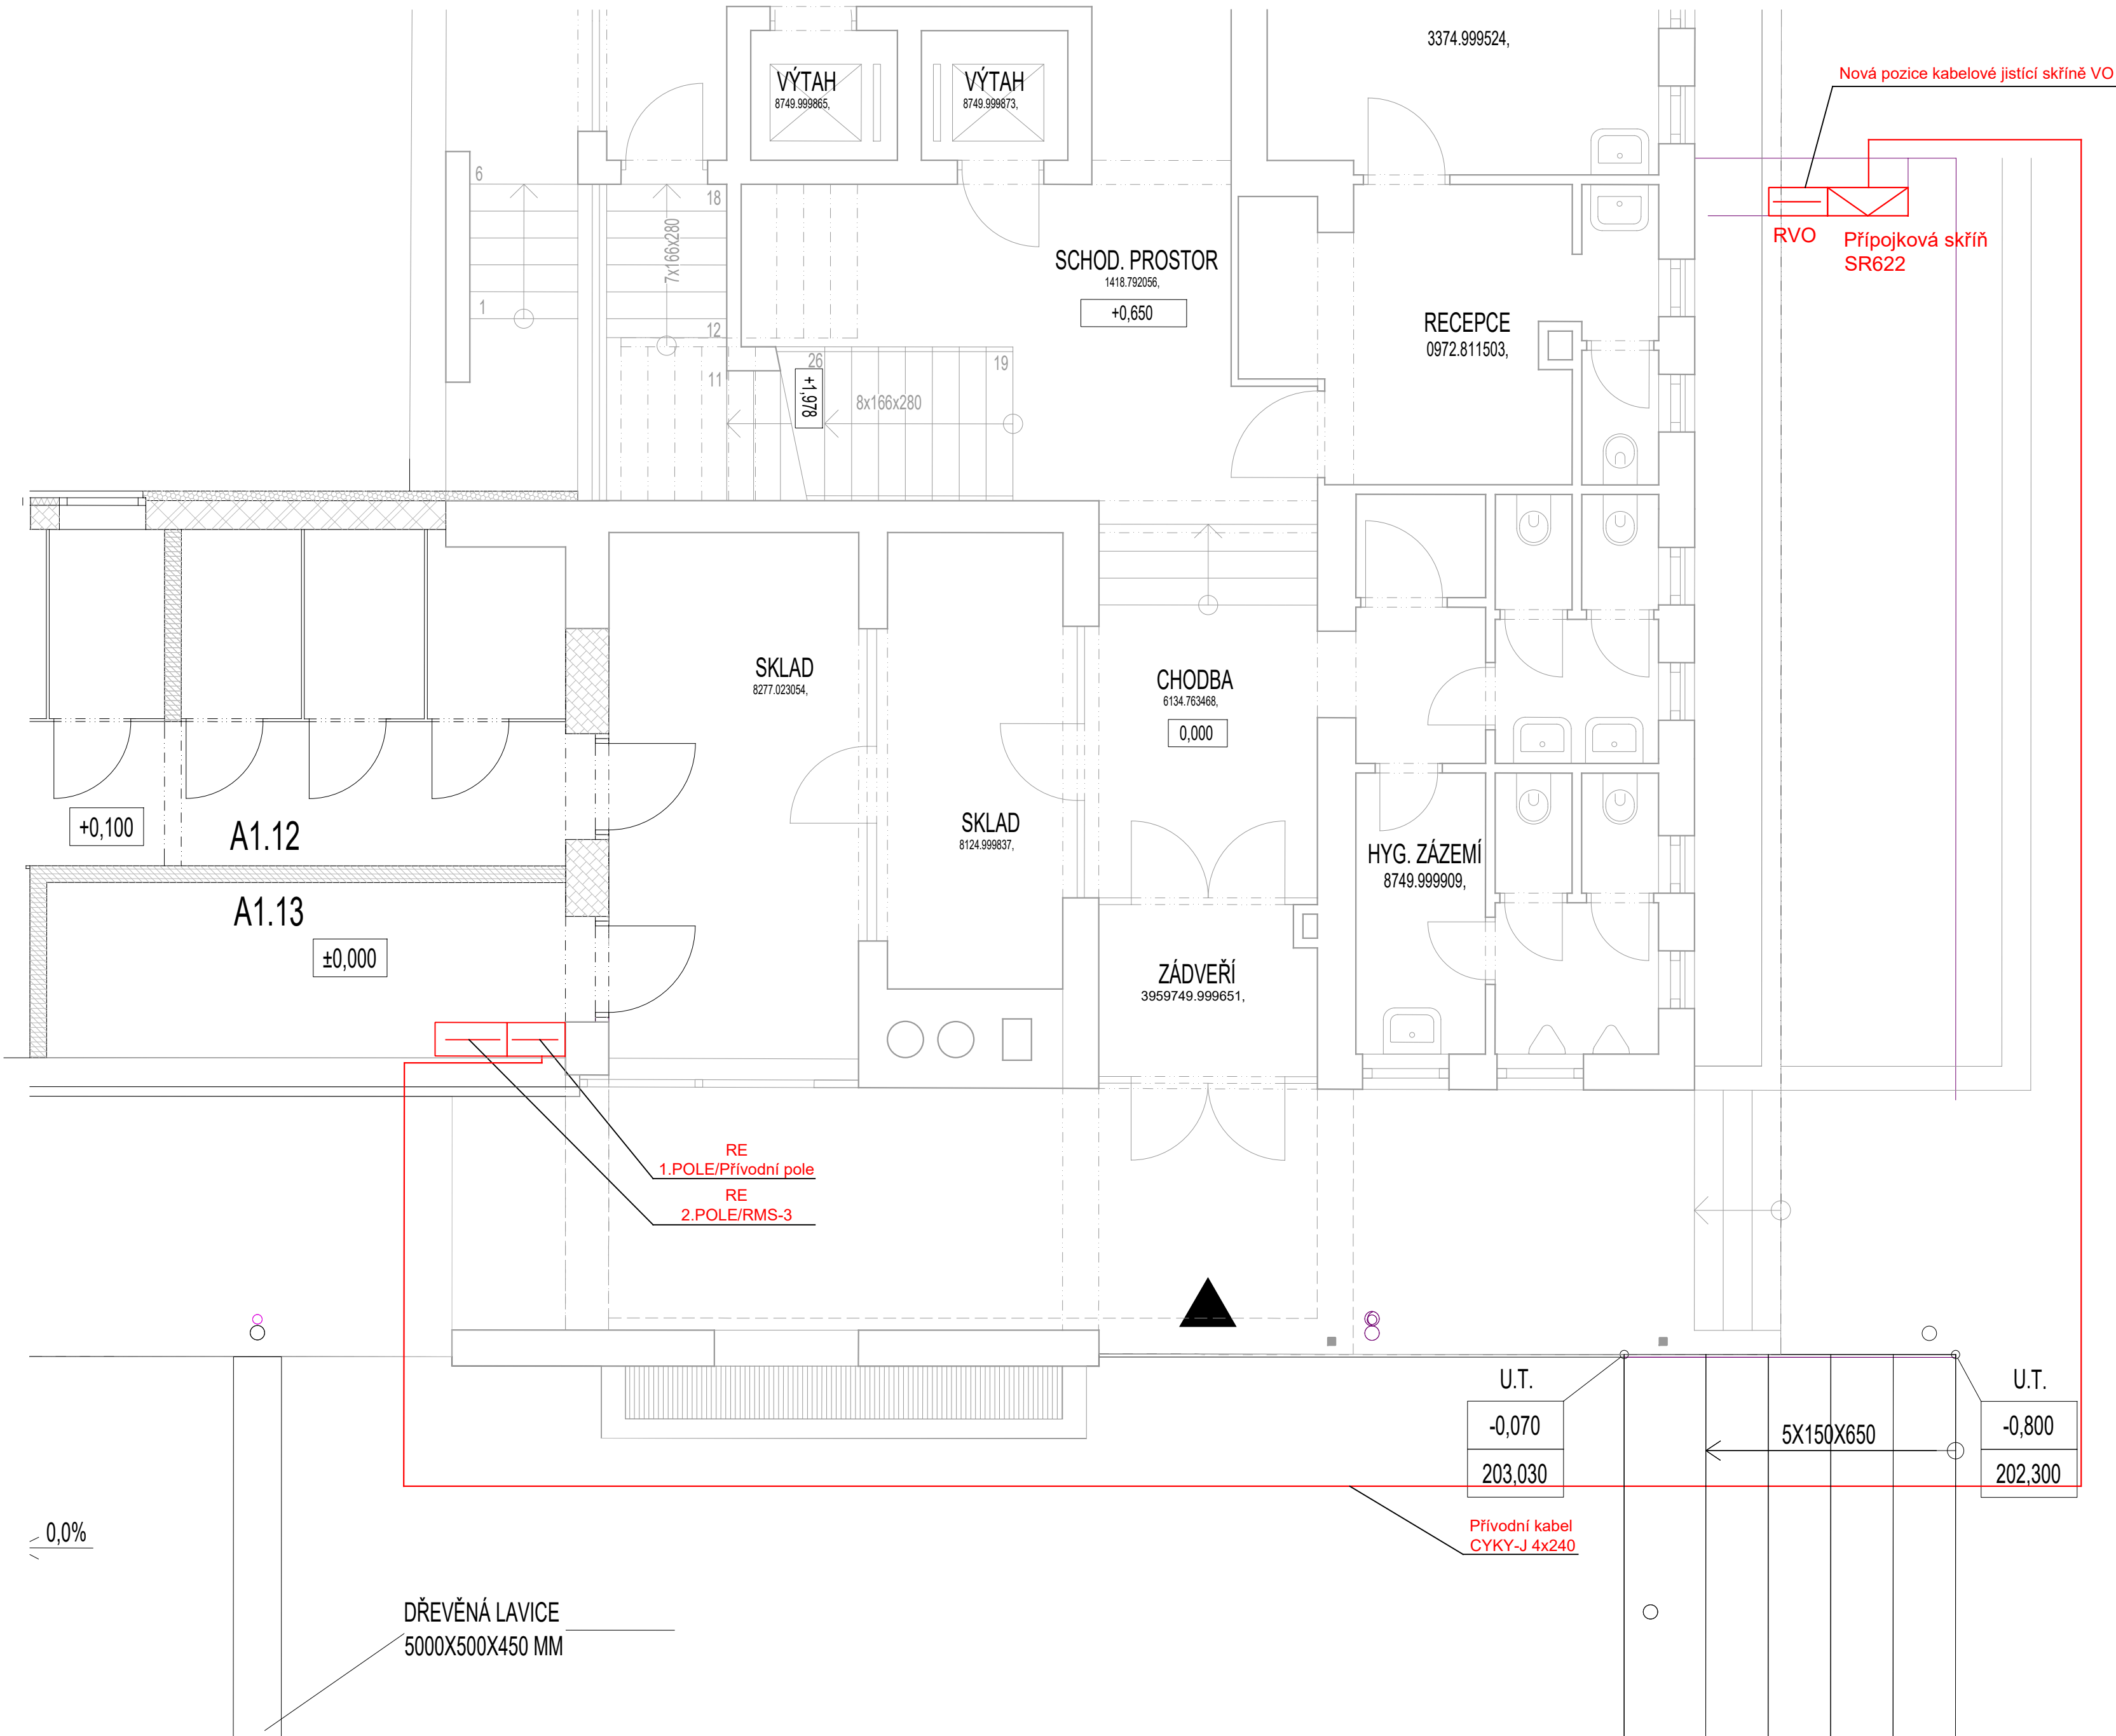 3374.999524,
Nová pozice kabelové jistící skříně VO
VÝTAH
8749.999865,
VÝTAH
8749.999873,
6
18
7x166x280
1
12
11
26
19
+1,978
8x166x280
SCHOD. PROSTOR
1418.792056,
+0,650
RECEPCE
0972.811503,
RVO
Přípojková skříň
SR622
SKLAD
8277.023054,
CHODBA
6134.763468,
0,000
+0,100
A1.12
SKLAD
8124.999837,
HYG. ZÁZEMÍ
8749.999909,
A1.13
±0,000
ZÁDVEŘÍ
3959749.999651,
RE
1.POLE/Přívodní pole
RE
2.POLE/RMS-3
U.T.
-0,070
203,030
5X150X650
U.T.
-0,800
202,300
Přívodní kabel
CYKY-J 4x240
0,0%
DŘEVĚNÁ LAVICE
5000X500X450 MM